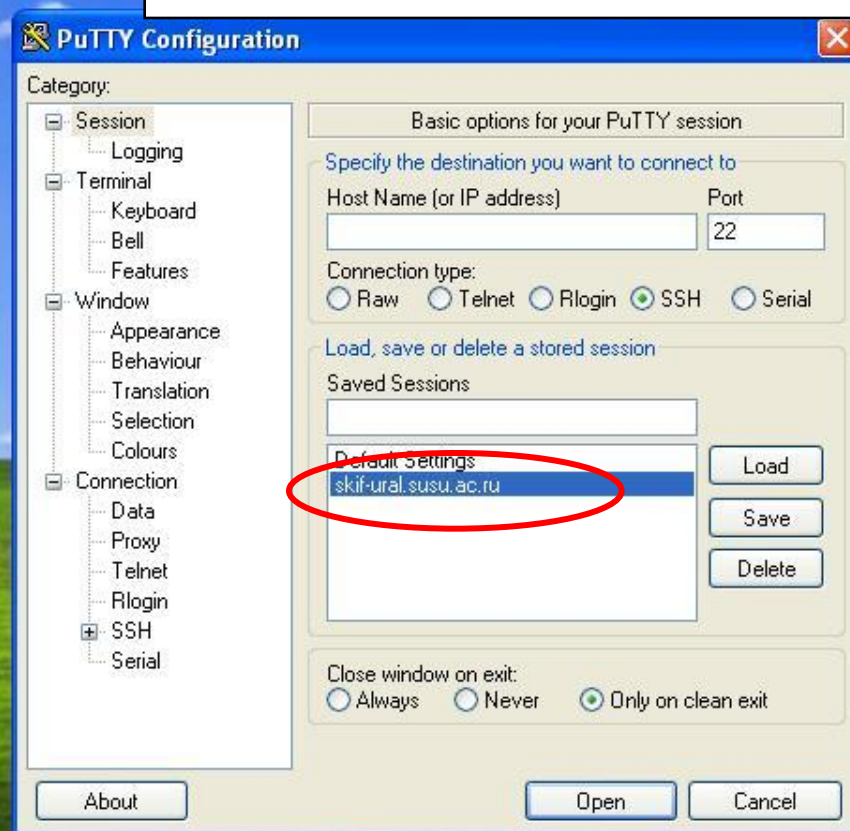 PuTTY Configuration
Category:
Session
Logging
Terminal
Keyboard
Bell
Features
Window
Appearance
Behaviour
Translation
Selection
Colours
Connection
Data
Proxy
Telnet
Rlogin
SSH
Serial
Basic options for your PuTTY session
Specify the destination you want to connect to
Host Name (or IP address) Port
22
Connection type:
Raw Telnet Rlogin SSH Serial
Load, save or delete a stored session
Saved Sessions
Default Settings
skif-ural.susu.ac.ru
Load
Save
Delete
Close window on exit:
Always Never Only on clean exit
About Open Cancel